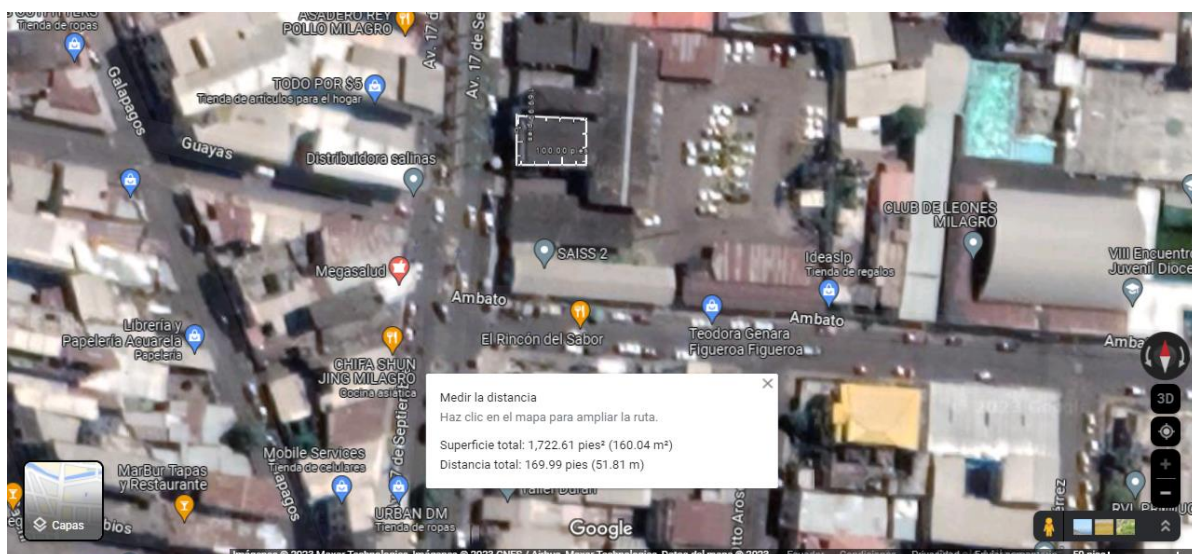 Tienda de ropas
ASADERO REY
POLLO MILAGRO
Av. 17 de Se
Galapagos
TODO POR $5
Tienda de artículos para el hogar
Guayas
Distribuidora salinas
CLUB DE LEONES
MILAGRO
SAISS 2
Ideaslp
Tienda de regalos
VIII Encuentro
Juvenil Dioce
Megasalud
Ambato
Ambato
Amba
Libreria y
Papelería Acuarela
Papelería
El Rincón del Sabor
Teodora Genara
Figueroa Figueroa
CHIFA SHUN
JING MILAGRO
Cocina asiática
Medir la distancia
Haz clic en el mapa para ampliar la ruta.
Superficie total: 1,722.61 pies² (160.04 m²)
Distancia total: 169.99 pies (51.81 m)
3D
Mobile Services
Tienda de celulares
MarBur Tapas
y Restaurante
Capas
URBAN DM
Tienda de ropas
Google